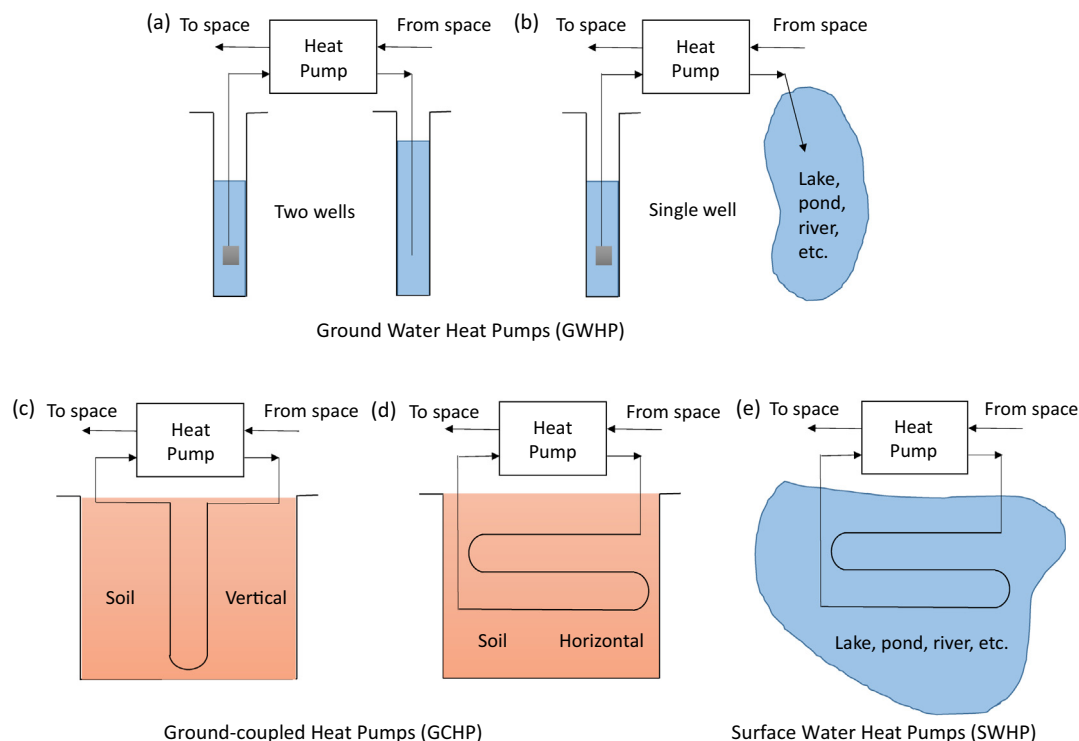 (a)
To space
Heat
Pump
From space
Two wells
(b)
To space
Heat
Pump
From space
Single well
Lake,
pond,
river,
etc.
Ground Water Heat Pumps (GWHP)
(c)
To space
Heat
Pump
From space
Soil
Vertical
(d)
To space
Heat
Pump
From space
Soil
Horizontal
(e)
To space
Heat
Pump
From space
Lake, pond, river, etc.
Ground-coupled Heat Pumps (GCHP)
Surface Water Heat Pumps (SWHP)